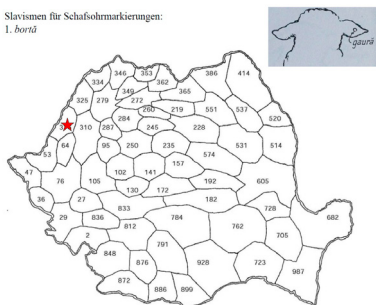 Slavismen für Schafsohrmarkierungen:
1. bortă
gaură
346 353 386 414
334 362
349 365
325 279 272
260 219 551 537
284 520
310 287 245 228
64 95 250 235 531 514
53 574
157
47 102 141
76 105 192 605
130 172
36 27 182
833 728 682
29 836 784
812 762
2 705
791
848
876 928 723
987
872
886 899